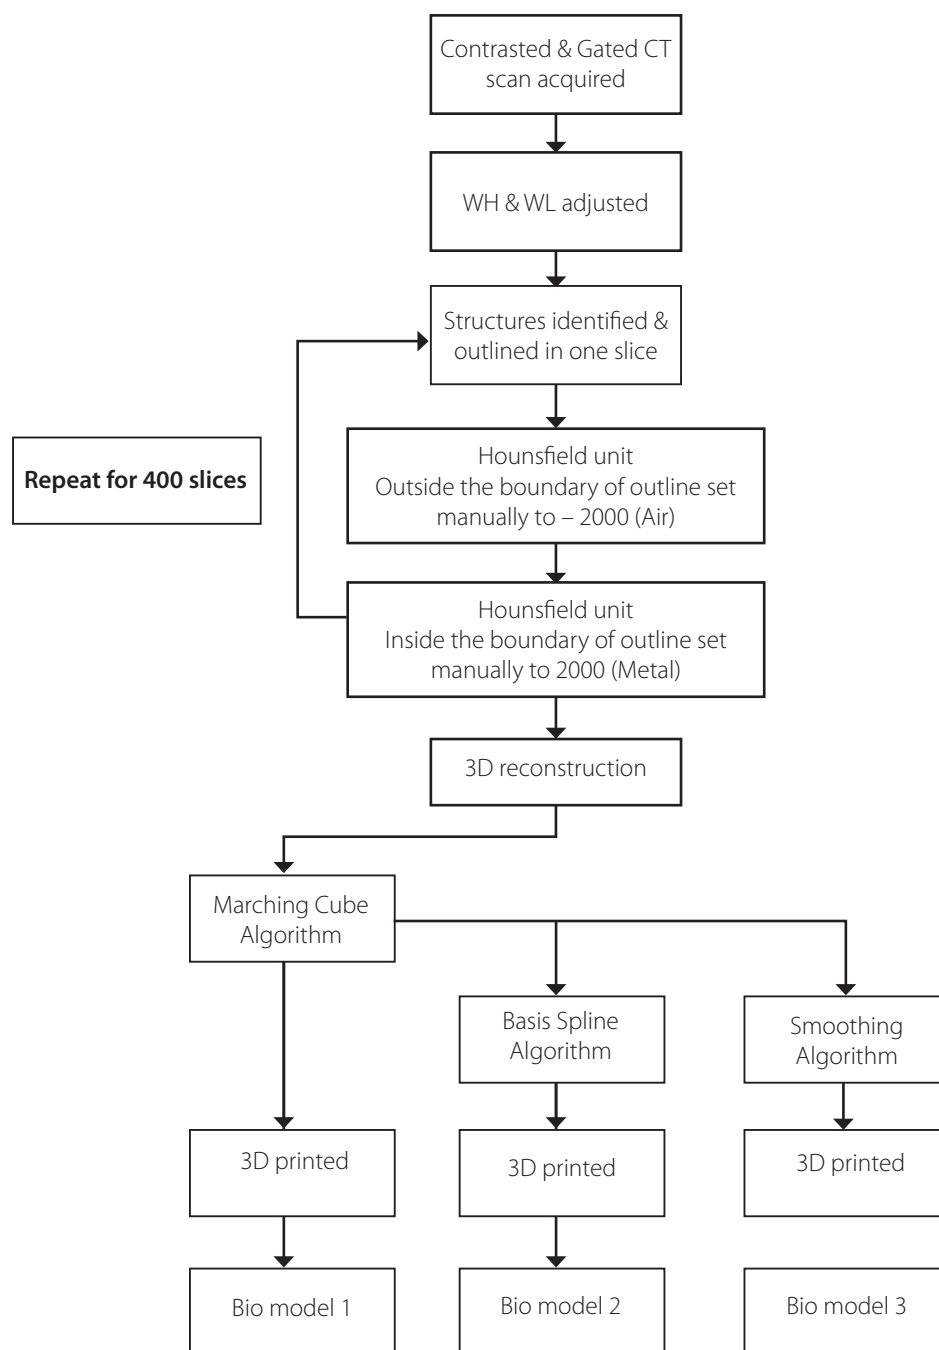 Contrasted & Gated CT
scan acquired
WH & WL adjusted
Structures identified &
outlined in one slice
Repeat for 400 slices
Hounsfield unit
Outside the boundary of outline set
manually to – 2000 (Air)
Hounsfield unit
Inside the boundary of outline set
manually to 2000 (Metal)
3D reconstruction
Marching Cube
Algorithm
Basis Spline
Algorithm
Smoothing
Algorithm
3D printed
3D printed
3D printed
Bio model 1
Bio model 2
Bio model 3